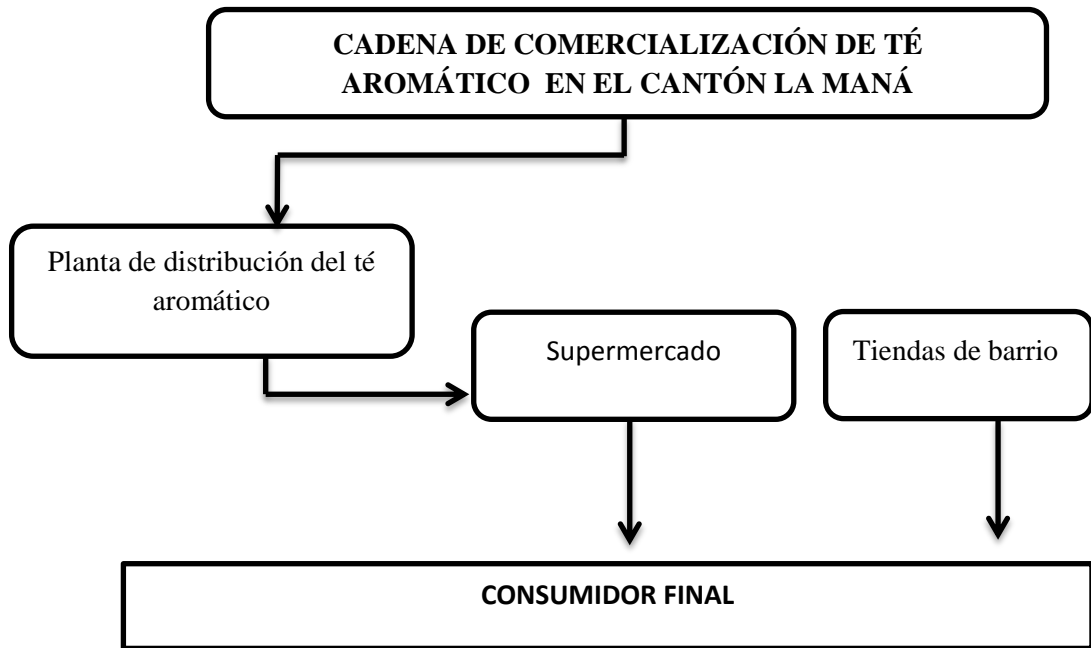 CADENA DE COMERCIALIZACIÓN DE TÉ
AROMÁTICO EN EL CANTÓN LA MANÁ
Planta de distribución del té
aromático
Supermercado
Tiendas de barrio
CONSUMIDOR FINAL